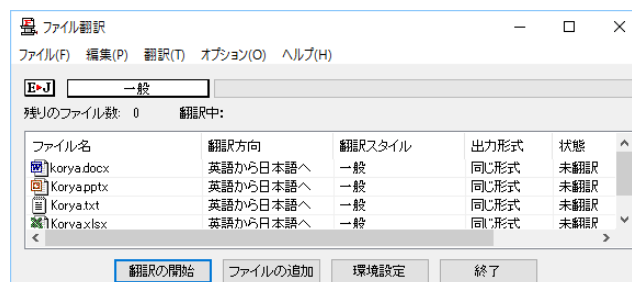 ファイル翻訳
ファイル(F) 編集(P) 翻訳(T) オプション(O) ヘルプ(H)
E▶J 一般
残りのファイル数: 0 翻訳中:
ファイル名 翻訳方向 翻訳スタイル 出力形式 状態
korya.docx 英語から日本語へ 一般 同じ形式 未翻訳
Korya.pptx 英語から日本語へ 一般 同じ形式 未翻訳
Korya.txt 英語から日本語へ 一般 同じ形式 未翻訳
Korya.xlsx 英語から日本語へ 一般 同じ形式 未翻訳
翻訳の開始 ファイルの追加 環境設定 終了